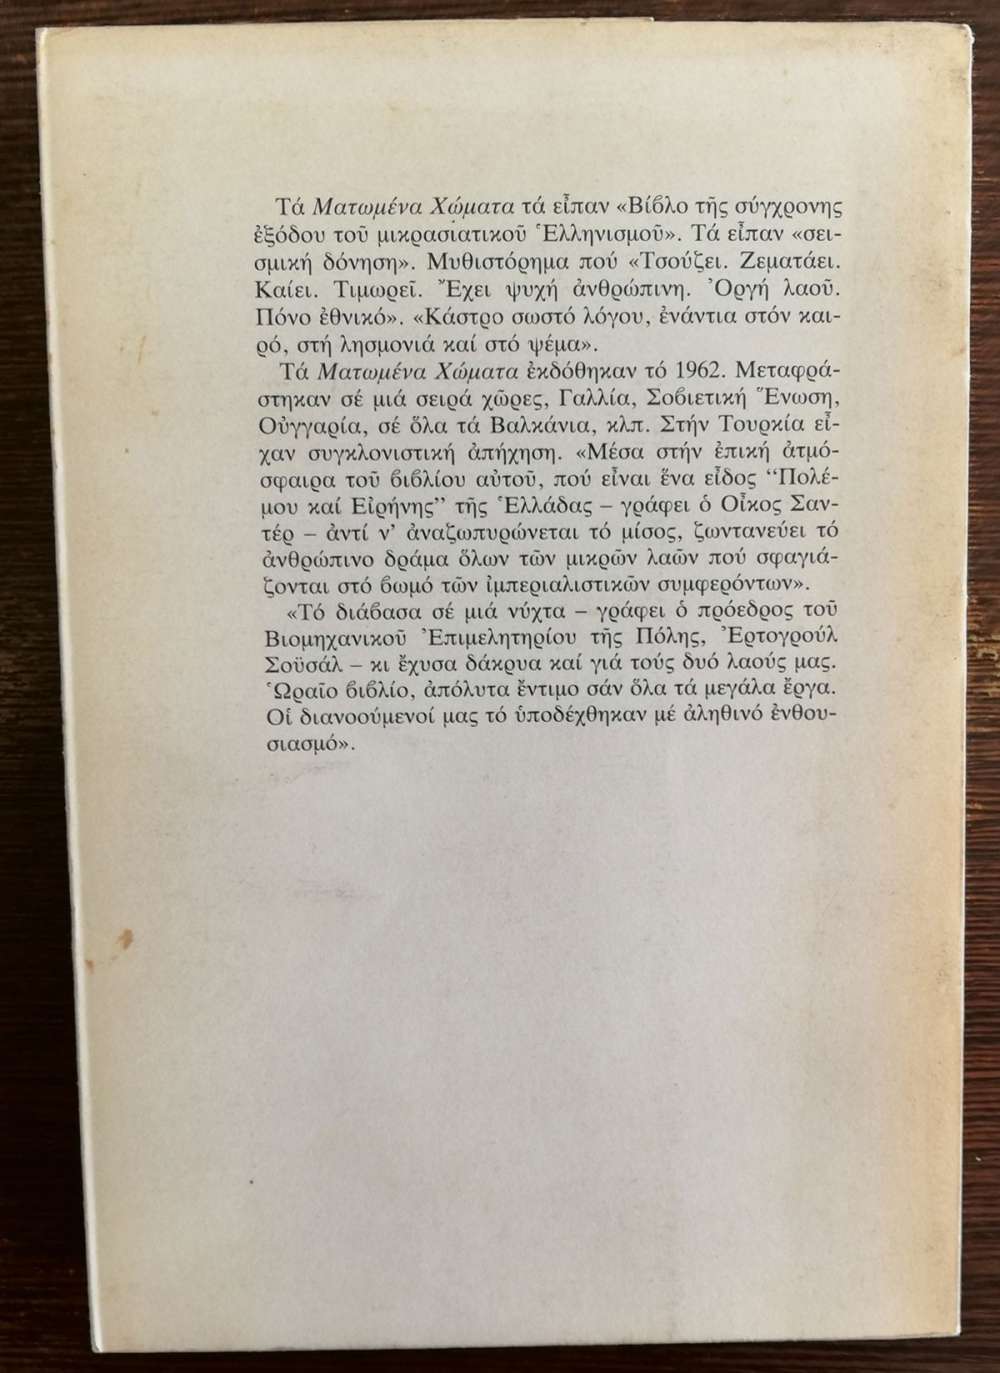 Τά Ματωμένα Χώματα τά εἶπαν «Βίβλο τῆς σύγχρονης
ἐξόδου τοῦ μικρασιατικοῦ Ἑλληνισμοῦ». Τά εἶπαν «σει-
σμική δόνηση». Μυθιστόρημα πού «Τσούζει. Ζεματάει.
Καίει. Τιμωρεῖ. Ἔχει ψυχή ἀνθρώπινη. Ὀργή λαοῦ.
Πόνο ἐθνικό». «Κάστρο σωστό λόγου, ἐνάντια στόν και-
ρό, στή λησμονιά καί στό ψέμα».
Τά Ματωμένα Χώματα ἐκδόθηκαν τό 1962. Μεταφρά-
στηκαν σέ μιά σειρά χῶρες, Γαλλία, Σοβιετική Ἕνωση,
Οὑγγαρία, σέ ὅλα τά Βαλκάνια, κλπ. Στήν Τουρκία εἶ-
χαν συγκλονιστική ἀπήχηση. «Μέσα στήν ἐπική ἀτμό-
σφαιρα τοῦ βιβλίου αὐτοῦ, πού εἶναι ἕνα εἶδος “Πολέ-
μου καί Εἰρήνης” τῆς Ἑλλάδας – γράφει ὁ Οἶκος Σαν-
τέρ – ἀντί ν’ ἀναζωπυρώνεται τό μίσος, ζωντανεύει τό
ἀνθρώπινο δράμα ὅλων τῶν μικρῶν λαῶν πού σφαγιά-
ζονται στό βωμό τῶν ἰμπεριαλιστικῶν συμφερόντων».
«Τό διάβασα σέ μιά νύχτα – γράφει ὁ πρόεδρος τοῦ
Βιομηχανικοῦ Ἐπιμελητηρίου τῆς Πόλης, Ἐρτογρούλ
Σοϋσάλ – κι ἔχυσα δάκρυα καί γιά τούς δυό λαούς μας.
Ὡραῖο βιβλίο, ἀπόλυτα ἔντιμο σάν ὅλα τά μεγάλα ἔργα.
Οἱ διανοούμενοί μας τό ὑποδέχθηκαν μέ ἀληθινό ἐνθου-
σιασμό».